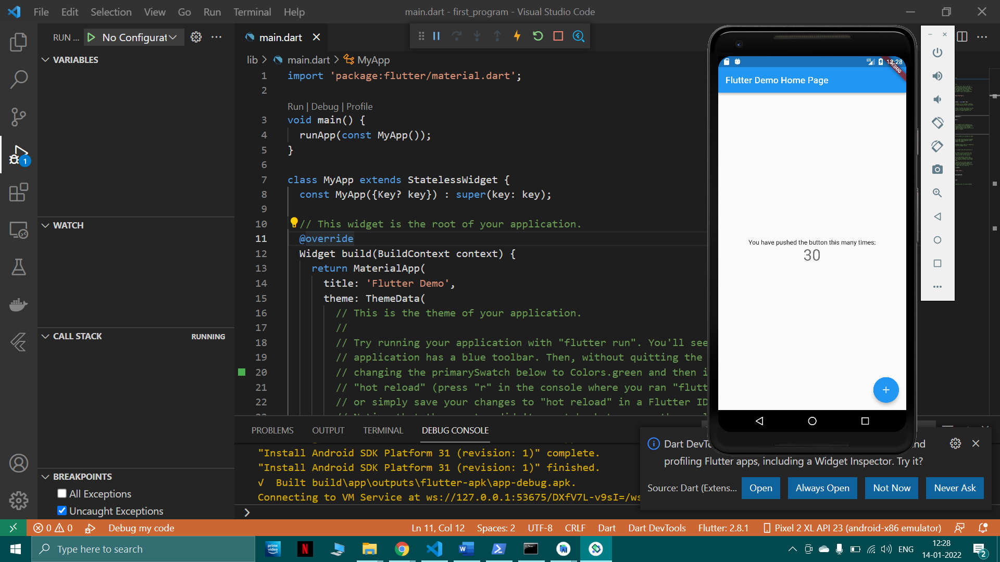 File Edit Selection View Go Run Terminal Help
main.dart - first_program - Visual Studio Code
RUN ... No Configurat
main.dart
VARIABLES
WATCH
CALL STACK RUNNING
BREAKPOINTS
All Exceptions
Uncaught Exceptions
1
lib > main.dart > MyApp
1 import 'package:flutter/material.dart';
2
Run | Debug | Profile
3 void main() {
4 runApp(const MyApp());
5 }
6
7 class MyApp extends StatelessWidget {
8 const MyApp({Key? key}) : super(key: key);
9
10 // This widget is the root of your application.
11 @override
12 Widget build(BuildContext context) {
13 return MaterialApp(
14 title: 'Flutter Demo',
15 theme: ThemeData(
16 // This is the theme of your application.
17 //
18 // Try running your application with "flutter run". You'll see
19 // application has a blue toolbar. Then, without quitting the
20 // changing the primarySwatch below to Colors.green and then i
21 // "hot reload" (press "r" in the console where you ran "flutt
22 // or simply save your changes to "hot reload" in a Flutter ID
12:28
DEBUG
Flutter Demo Home Page
You have pushed the button this many times:
30
+
PROBLEMS OUTPUT TERMINAL DEBUG CONSOLE
"Install Android SDK Platform 31 (revision: 1)" complete.
"Install Android SDK Platform 31 (revision: 1)" finished.
√ Built build\app\outputs\flutter-apk\app-debug.apk.
Connecting to VM Service at ws://127.0.0.1:53675/DXfV7L-v9sI=/ws
Dart DevTo nd
profiling Flutter apps, including a Widget Inspector. Try it?
Source: Dart (Extens... Open Always Open Not Now Never Ask
0 0 Debug my code Ln 11, Col 12 Spaces: 2 UTF-8 CRLF Dart Dart DevTools Flutter: 2.8.1 Pixel 2 XL API 23 (android-x86 emulator)
Type here to search
prime video
N
ENG
12:28
14-01-2022
2